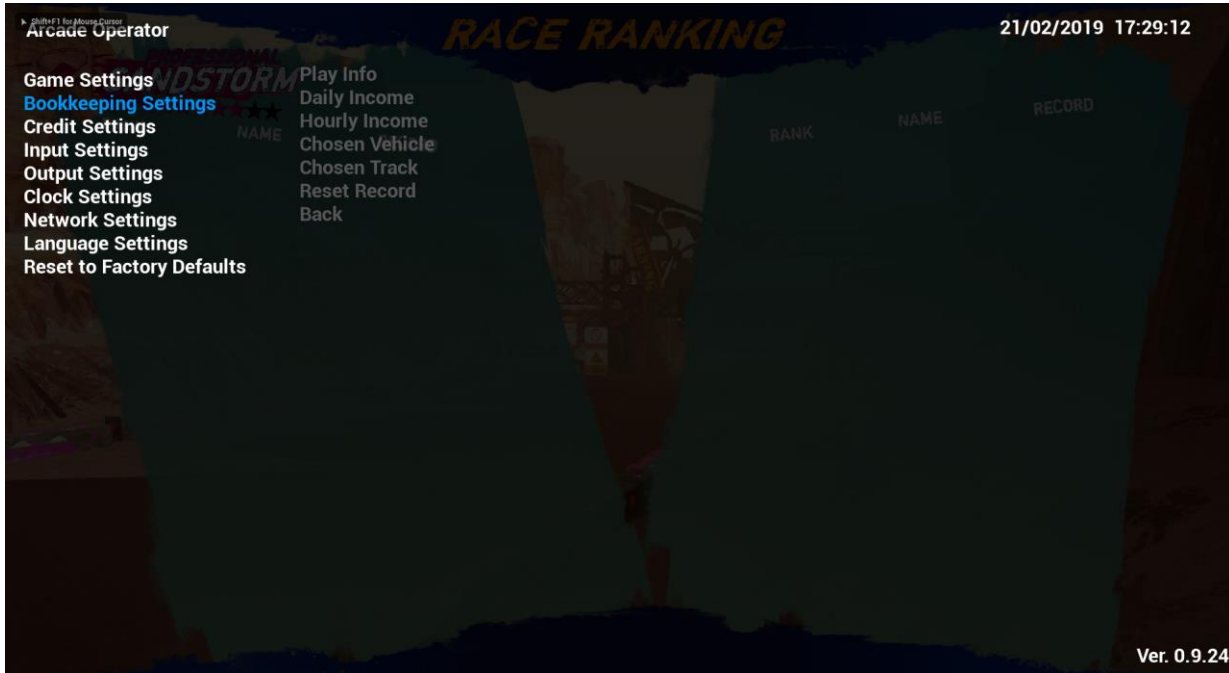 Shift+F1 for Mouse Cursor
Arcade Operator
21/02/2019 17:29:12
RACE RANKING
PROFESSIONAL
SANDSTORM
Game Settings
Bookkeeping Settings
Credit Settings
Input Settings
Output Settings
Clock Settings
Network Settings
Language Settings
Reset to Factory Defaults
Play Info
Daily Income
Hourly Income
Chosen Vehicle
Chosen Track
Reset Record
Back
NAME
RANK NAME RECORD
Ver. 0.9.24